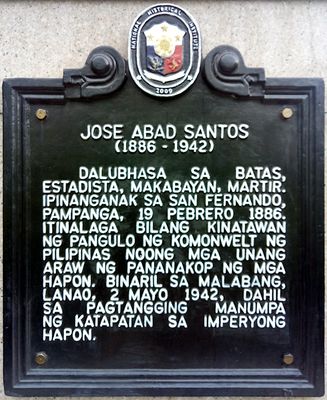 NATIONAL HISTORICAL INSTITUTE
2009
JOSE ABAD SANTOS
(1886 - 1942)
DALUBHASA SA BATAS,
ESTADISTA, MAKABAYAN, MARTIR.
IPINANGANAK SA SAN FERNANDO,
PAMPANGA, 19 PEBRERO 1886.
ITINALAGA BILANG KINATAWAN
NG PANGULO NG KOMONWELT NG
PILIPINAS NOONG MGA UNANG
ARAW NG PANANAKOP NG MGA
HAPON. BINARIL SA MALABANG,
LANAO, 2 MAYO 1942, DAHIL
SA PAGTANGGING MANUMPA
NG KATAPATAN SA IMPERYONG
HAPON.